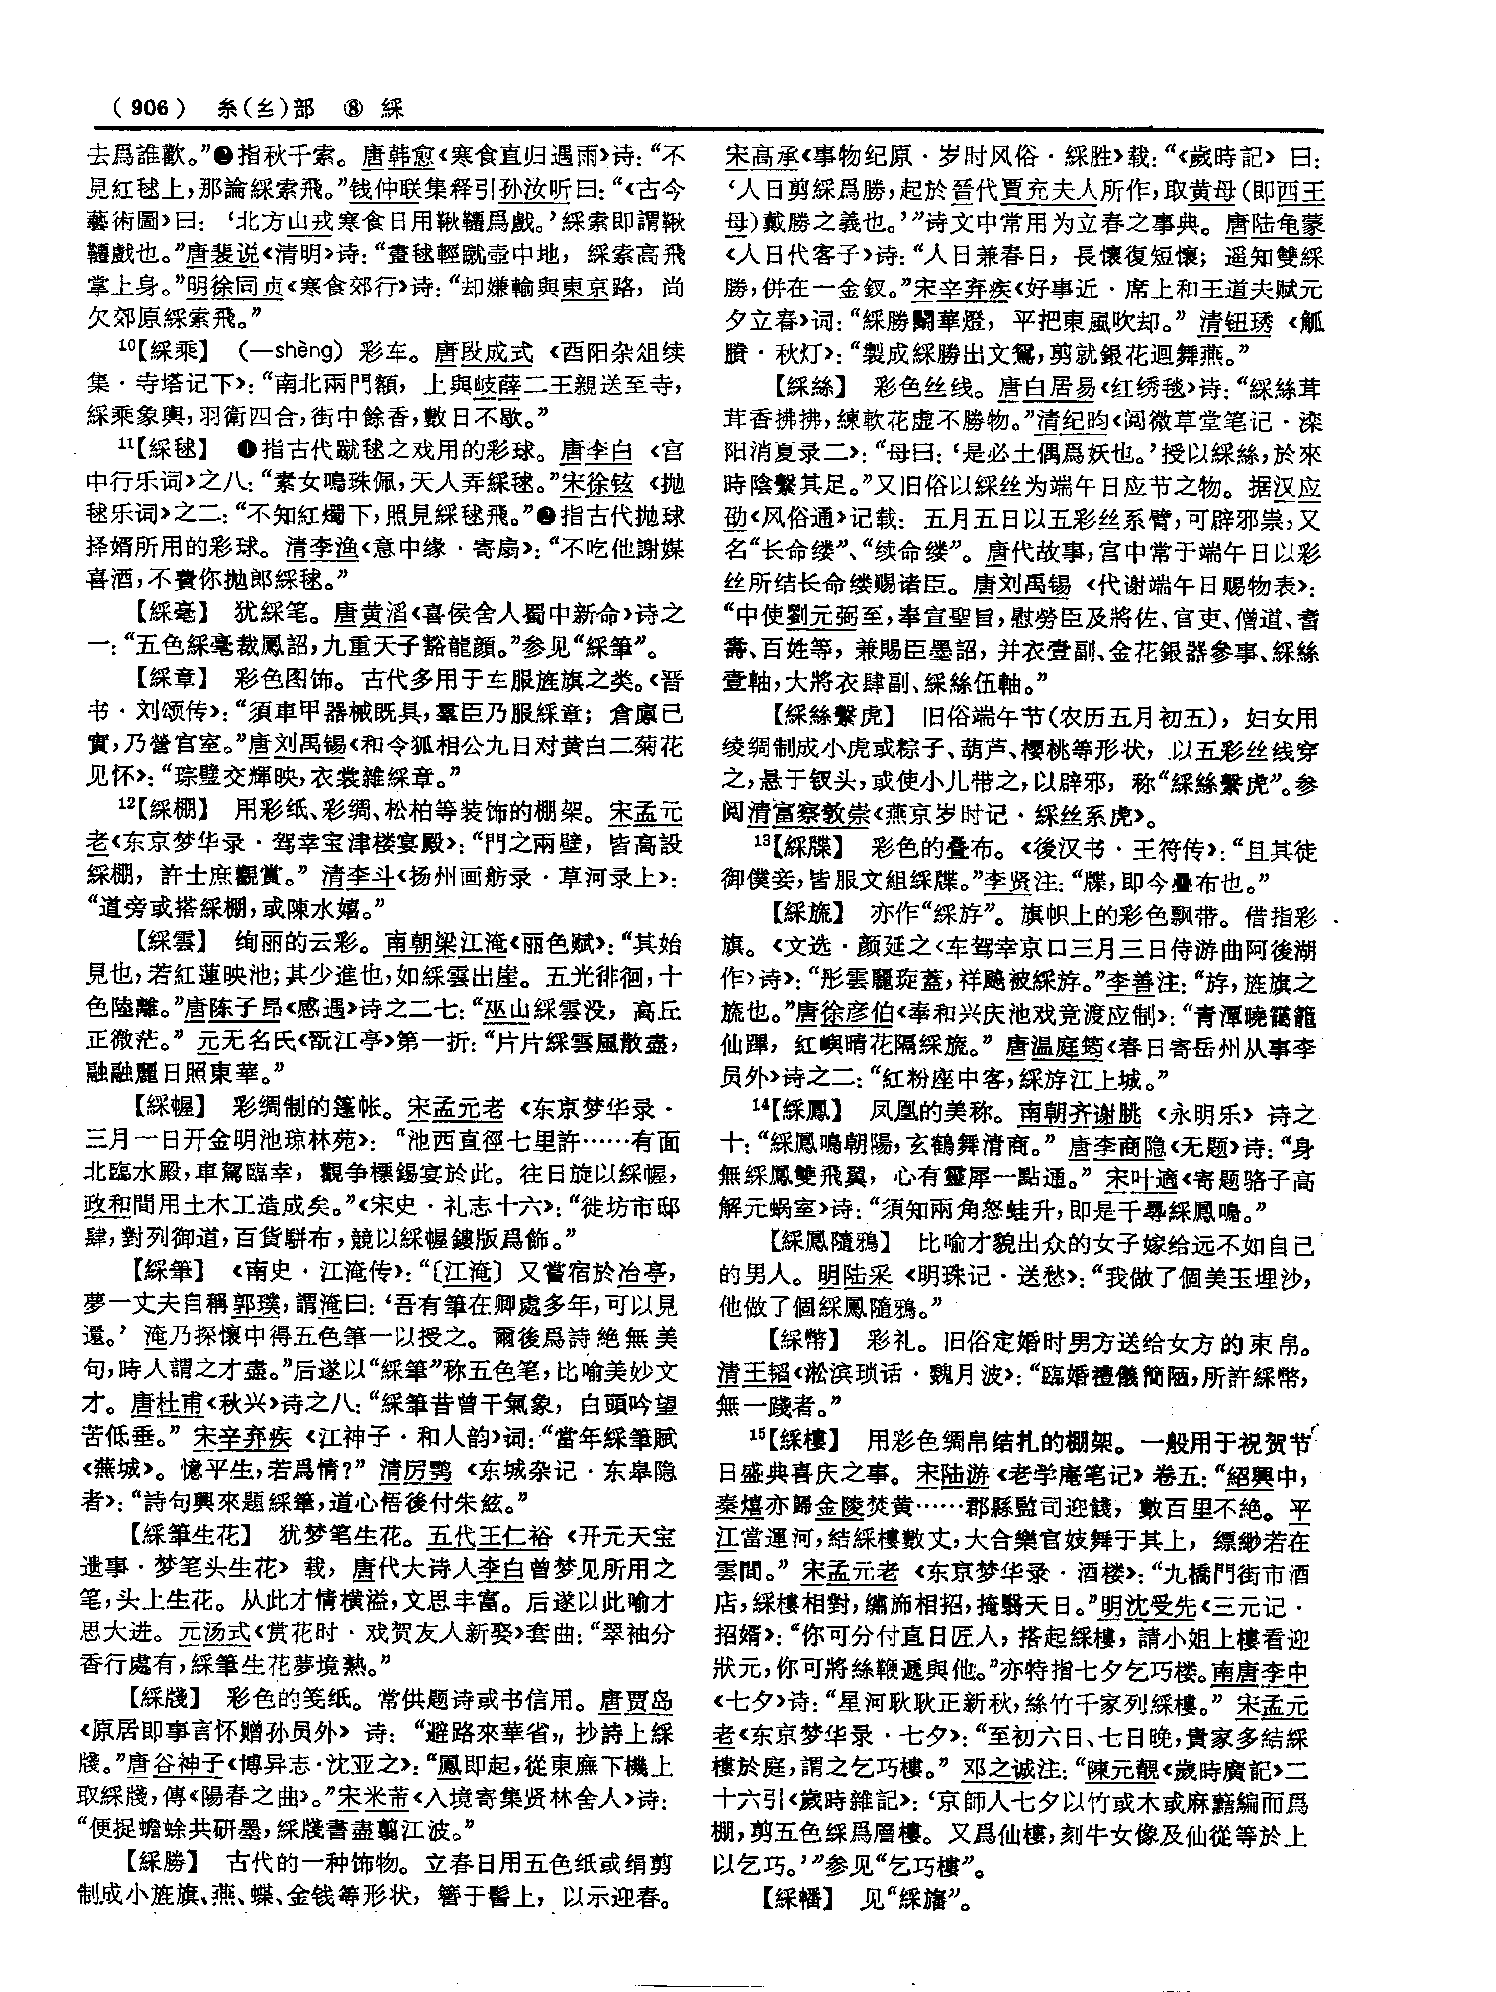 (906) 糸(纟)部 ⑧ 綵
去爲誰歡。”❷指秋千索。唐韩愈《寒食直归遇雨》诗：“不
見紅毬上，那論綵索飛。”钱仲联集释引孙汝听曰：“《古今
藝術圖》曰：‘北方山戎寒食日用鞦韆爲戲。’綵索即謂鞦
韆戲也。”唐裴说《清明》诗：“畫毬輕蹴壺中地，綵索高飛
掌上身。”明徐同贞《寒食郊行》诗：“却嫌輸與東京路，尚
欠郊原綵索飛。”
10【綵乘】 (—shèng) 彩车。唐段成式《酉阳杂俎续
集·寺塔记下》：“南北兩門額，上與岐薛二王親送至寺，
綵乘象輿，羽衛四合，街中餘香，數日不歇。”
11【綵毬】 ❶指古代蹴毬之戏用的彩球。唐李白《宫
中行乐词》之八：“素女鳴珠佩，天人弄綵毬。”宋徐铉《抛
毬乐词》之二：“不知紅燭下，照見綵毬飛。”❷指古代抛球
择婿所用的彩球。清李渔《意中缘·寄扇》：“不吃他謝媒
喜酒，不費你抛郎綵毬。”
【綵毫】 犹綵笔。唐黄滔《喜侯舍人蜀中新命》诗之
一：“五色綵毫裁鳳詔，九重天子豁龍顔。”参见“綵筆”。
【綵章】 彩色图饰。古代多用于车服旌旗之类。《晋
书·刘颂传》：“須車甲器械既具，羣臣乃服綵章；倉廩已
實，乃營宫室。”唐刘禹锡《和令狐相公九日对黄白二菊花
见怀》：“琮璧交輝映，衣裳雜綵章。”
12【綵棚】 用彩纸、彩绸、松柏等装饰的棚架。宋孟元
老《东京梦华录·驾幸宝津楼宴殿》：“門之兩壁，皆高設
綵棚，許士庶觀賞。”清李斗《扬州画舫录·草河录上》：
“道旁或搭綵棚，或陳水嬉。”
【綵雲】 绚丽的云彩。南朝梁江淹《丽色赋》：“其始
見也，若紅蓮映池；其少進也，如綵雲出崖。五光徘徊，十
色陸離。”唐陈子昂《感遇》诗之二七：“巫山綵雲没，高丘
正微茫。”元无名氏《翫江亭》第一折：“片片綵雲風散盡，
融融麗日照東華。”
【綵幄】 彩绸制的篷帐。宋孟元老《东京梦华录·
三月一日开金明池琼林苑》：“池西直徑七里許……有面
北臨水殿，車駕臨幸，觀争標錫宴於此。往日旋以綵幄，
政和間用土木工造成矣。”《宋史·礼志十六》：“徙坊市邸
肆，對列御道，百貨駢布，競以綵幄鏤版爲飾。”
【綵筆】 《南史·江淹传》：“〔江淹〕又嘗宿於冶亭，
夢一丈夫自稱郭璞，謂淹曰：‘吾有筆在卿處多年，可以見
還。’淹乃探懷中得五色筆一以授之。爾後爲詩絶無美
句，時人謂之才盡。”后遂以“綵筆”称五色笔，比喻美妙文
才。唐杜甫《秋兴》诗之八：“綵筆昔曾干氣象，白頭吟望
苦低垂。”宋辛弃疾《江神子·和人韵》词：“當年綵筆賦
《蕪城》。憶平生，若爲情？”清厉鹗《东城杂记·东皋隐
者》：“詩句興來題綵筆，道心悟後付朱絃。”
【綵筆生花】 犹梦笔生花。五代王仁裕《开元天宝
遗事·梦笔头生花》载，唐代大诗人李白曾梦见所用之
笔，头上生花。从此才情横溢，文思丰富。后遂以此喻才
思大进。元汤式《赏花时·戏贺友人新娶》套曲：“翠袖分
香行處有，綵筆生花夢境熟。”
【綵牋】 彩色的笺纸。常供题诗或书信用。唐贾岛
《原居即事言怀赠孙员外》诗：“避路來華省，抄詩上綵
牋。”唐谷神子《博异志·沈亚之》：“鳳即起，從東廡下機上
取綵牋，傳《陽春之曲》。”宋米芾《入境寄集贤林舍人》诗：
“便捉蟾蜍共研墨，綵牋書盡翦江波。”
【綵勝】 古代的一种饰物。立春日用五色纸或绢剪
制成小旌旗、燕、蝶、金钱等形状，簪于髻上，以示迎春。
宋高承《事物纪原·岁时风俗·綵胜》载：“《歲時記》曰：
‘人日剪綵爲勝，起於晉代賈充夫人所作，取黄母(即西王
母)戴勝之義也。’”诗文中常用为立春之事典。唐陆龟蒙
《人日代客子》诗：“人日兼春日，長懷復短懷；遥知雙綵
勝，併在一金釵。”宋辛弃疾《好事近·席上和王道夫赋元
夕立春》词：“綵勝鬭華燈，平把東風吹却。”清钮琇《觚
賸·秋灯》：“製成綵勝出文鴛，剪就銀花迴舞燕。”
【綵絲】 彩色丝线。唐白居易《红绣毯》诗：“綵絲茸
茸香拂拂，線軟花虚不勝物。”清纪昀《阅微草堂笔记·滦
阳消夏录二》：“母曰：‘是必土偶爲妖也。’授以綵絲，於來
時陰繫其足。”又旧俗以綵丝为端午日应节之物。据汉应
劭《风俗通》记载：五月五日以五彩丝系臂，可辟邪祟，又
名“长命缕”、“续命缕”。唐代故事，宫中常于端午日以彩
丝所结长命缕赐诸臣。唐刘禹锡《代谢端午日赐物表》：
“中使劉元弼至，奉宣聖旨，慰勞臣及將佐、官吏、僧道、耆
壽、百姓等，兼賜臣墨詔，并衣壹副、金花銀器叁事、綵絲
壹軸，大將衣肆副、綵絲伍軸。”
【綵絲繫虎】 旧俗端午节(农历五月初五)，妇女用
绫绸制成小虎或粽子、葫芦、樱桃等形状，以五彩丝线穿
之，悬于钗头，或使小儿带之，以辟邪，称“綵絲繫虎”。参
阅清富察敦崇《燕京岁时记·綵丝系虎》。
13【綵牒】 彩色的叠布。《後汉书·王符传》：“且其徒
御僕妾，皆服文組綵牒。”李贤注：“牒，即今疊布也。”
【綵旒】 亦作“綵斿”。旗帜上的彩色飘带。借指彩
旗。《文选·颜延之〈车驾幸京口三月三日侍游曲阿後湖
作〉诗》：“彤雲麗琁蓋，祥飇被綵斿。”李善注：“斿，旌旗之
旒也。”唐徐彦伯《奉和兴庆池戏竞渡应制》：“青潭曉靄籠
仙蹕，紅嶼晴花隔綵旒。”唐温庭筠《春日寄岳州从事李
员外》诗之二：“紅粉座中客，綵斿江上城。”
14【綵鳳】 凤凰的美称。南朝齐谢朓《永明乐》诗之
十：“綵鳳鳴朝陽，玄鶴舞清商。”唐李商隐《无题》诗：“身
無綵鳳雙飛翼，心有靈犀一點通。”宋叶適《寄题骆子高
解元蜗室》诗：“須知兩角怒蛙升，即是千尋綵鳳鳴。”
【綵鳳隨鴉】 比喻才貌出众的女子嫁给远不如自己
的男人。明陆采《明珠记·送愁》：“我做了個美玉埋沙，
他做了個綵鳳隨鴉。”
【綵幣】 彩礼。旧俗定婚时男方送给女方的束帛。
清王韬《淞滨琐话·魏月波》：“臨婚禮儀簡陋，所許綵幣，
無一踐者。”
15【綵樓】 用彩色绸帛结扎的棚架。一般用于祝贺节
日盛典喜庆之事。宋陆游《老学庵笔记》卷五：“紹興中，
秦熺亦歸金陵焚黄……郡縣監司迎餞，數百里不絶。平
江當運河，結綵樓數丈，大合樂官妓舞于其上，縹緲若在
雲間。”宋孟元老《东京梦华录·酒楼》：“九橋門街市酒
店，綵樓相對，繡旆相招，掩翳天日。”明沈受先《三元记·
招婿》：“你可分付直日匠人，搭起綵樓，請小姐上樓看迎
狀元，你可將絲鞭遞與他。”亦特指七夕乞巧楼。南唐李中
《七夕》诗：“星河耿耿正新秋，絲竹千家列綵樓。”宋孟元
老《东京梦华录·七夕》：“至初六日、七日晚，貴家多結綵
樓於庭，謂之乞巧樓。”邓之诚注：“陳元靚《歲時廣記》二
十六引《歲時雜記》：‘京師人七夕以竹或木或麻䕸編而爲
棚，剪五色綵爲層樓。又爲仙樓，刻牛女像及仙從等於上
以乞巧。’”参见“乞巧樓”。
【綵幡】 见“綵旛”。